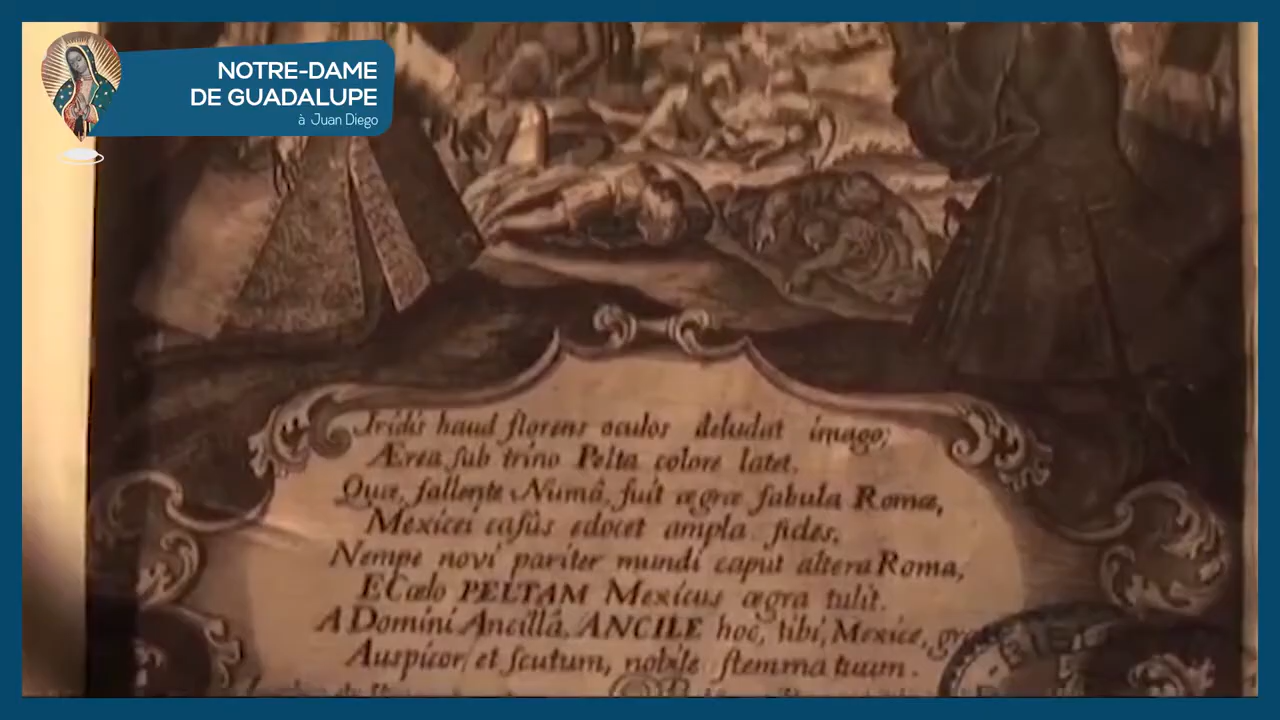 NOTRE-DAME
DE GUADALUPE
à Juan Diego
Iridis haud florens oculos deludat imago;
Ærea sub trino Pelta colore latet.
Quæ, fallente Numâ, fuit ægræ fabula Romæ,
Mexicei casûs edocet ampla fides.
Nempe novi pariter mundi caput altera Roma,
E Cœlo PELTAM Mexicus ægra tulit.
A Domini Ancillâ, ANCILE hoc, tibi, Mexice,
Auspicor, et scutum, nobile stemma tuum.